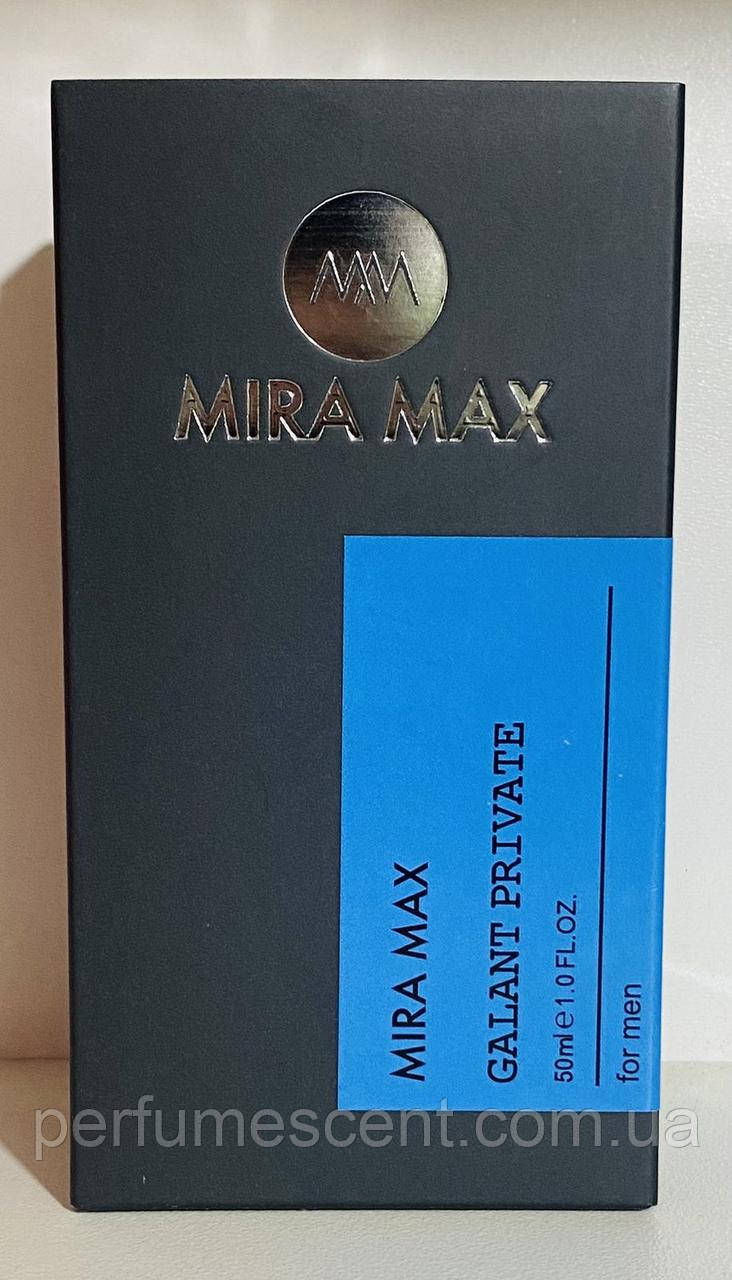 MM
MIRA MAX
MIRA MAX
GALANT PRIVATE
50ml e 1.0 FL.OZ.
for men
perfumescent.com.ua